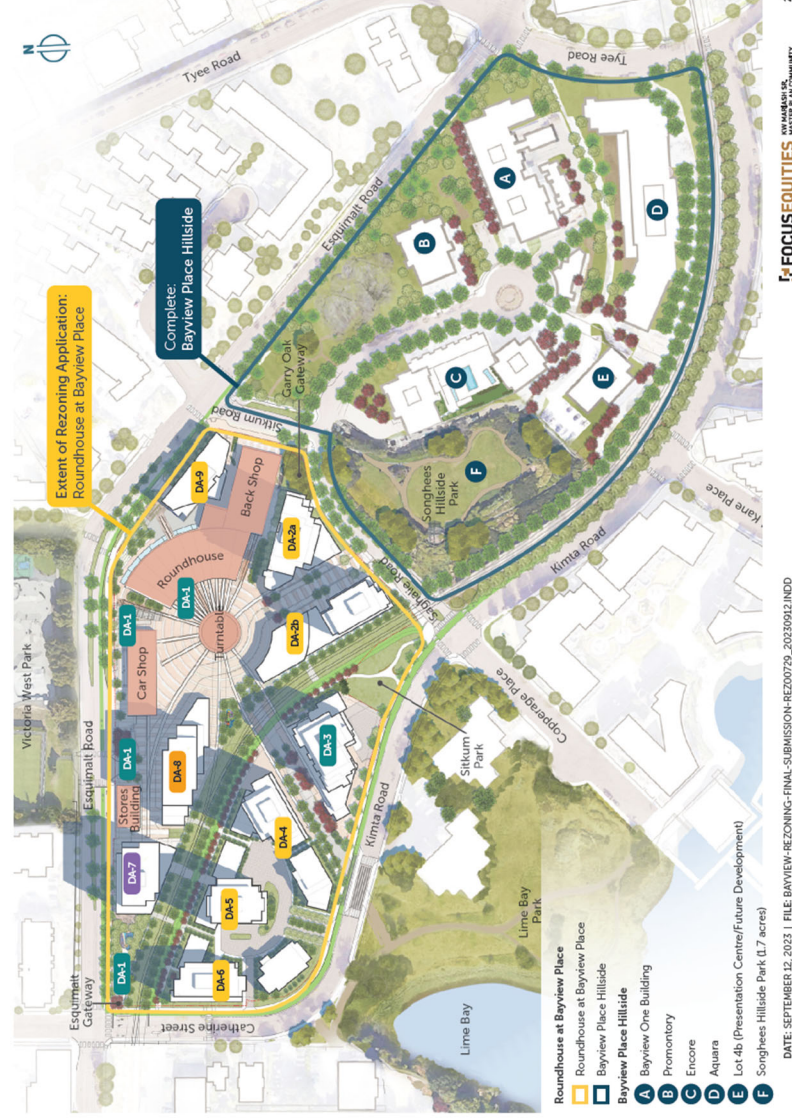 N
Tyee Road
Tyee Road
Esquimalt Road
Complete:
Bayview Place Hillside
Extent of Rezoning Application:
Roundhouse at Bayview Place
Garry Oak
Gateway
Sitkum Road
A
B
C
D
E
F
Songhees
Hillside
Park
Saghalie Road
Kimta Road
Kane Place
Cooperage Place
Victoria West Park
Esquimalt Road
DA-9
Back Shop
Roundhouse
DA-2a
DA-1
DA-1
Car Shop
Turntable
DA-2b
DA-1
Stores
Building
DA-8
DA-3
Sitkum
Park
DA-7
DA-4
Kimta Road
DA-5
DA-6
DA-1
Esquimalt
Gateway
Catherine Street
Lime Bay
Park
Lime Bay
Roundhouse at Bayview Place
Roundhouse at Bayview Place
Bayview Place Hillside
Bayview Hillside
A Bayview One Building
B Promontory
C Encore
D Aquara
E Lot 4b (Presentation Centre/Future Development)
F Songhees Hillside Park (1.7 acres)
DATE: SEPTEMBER 12, 2023 | FILE: BAYVIEW-REZONING-FINAL-SUBMISSION-REZ00729_20230912.INDD
FOCUSEQUITIES
MASTER PLAN COMMUNITY